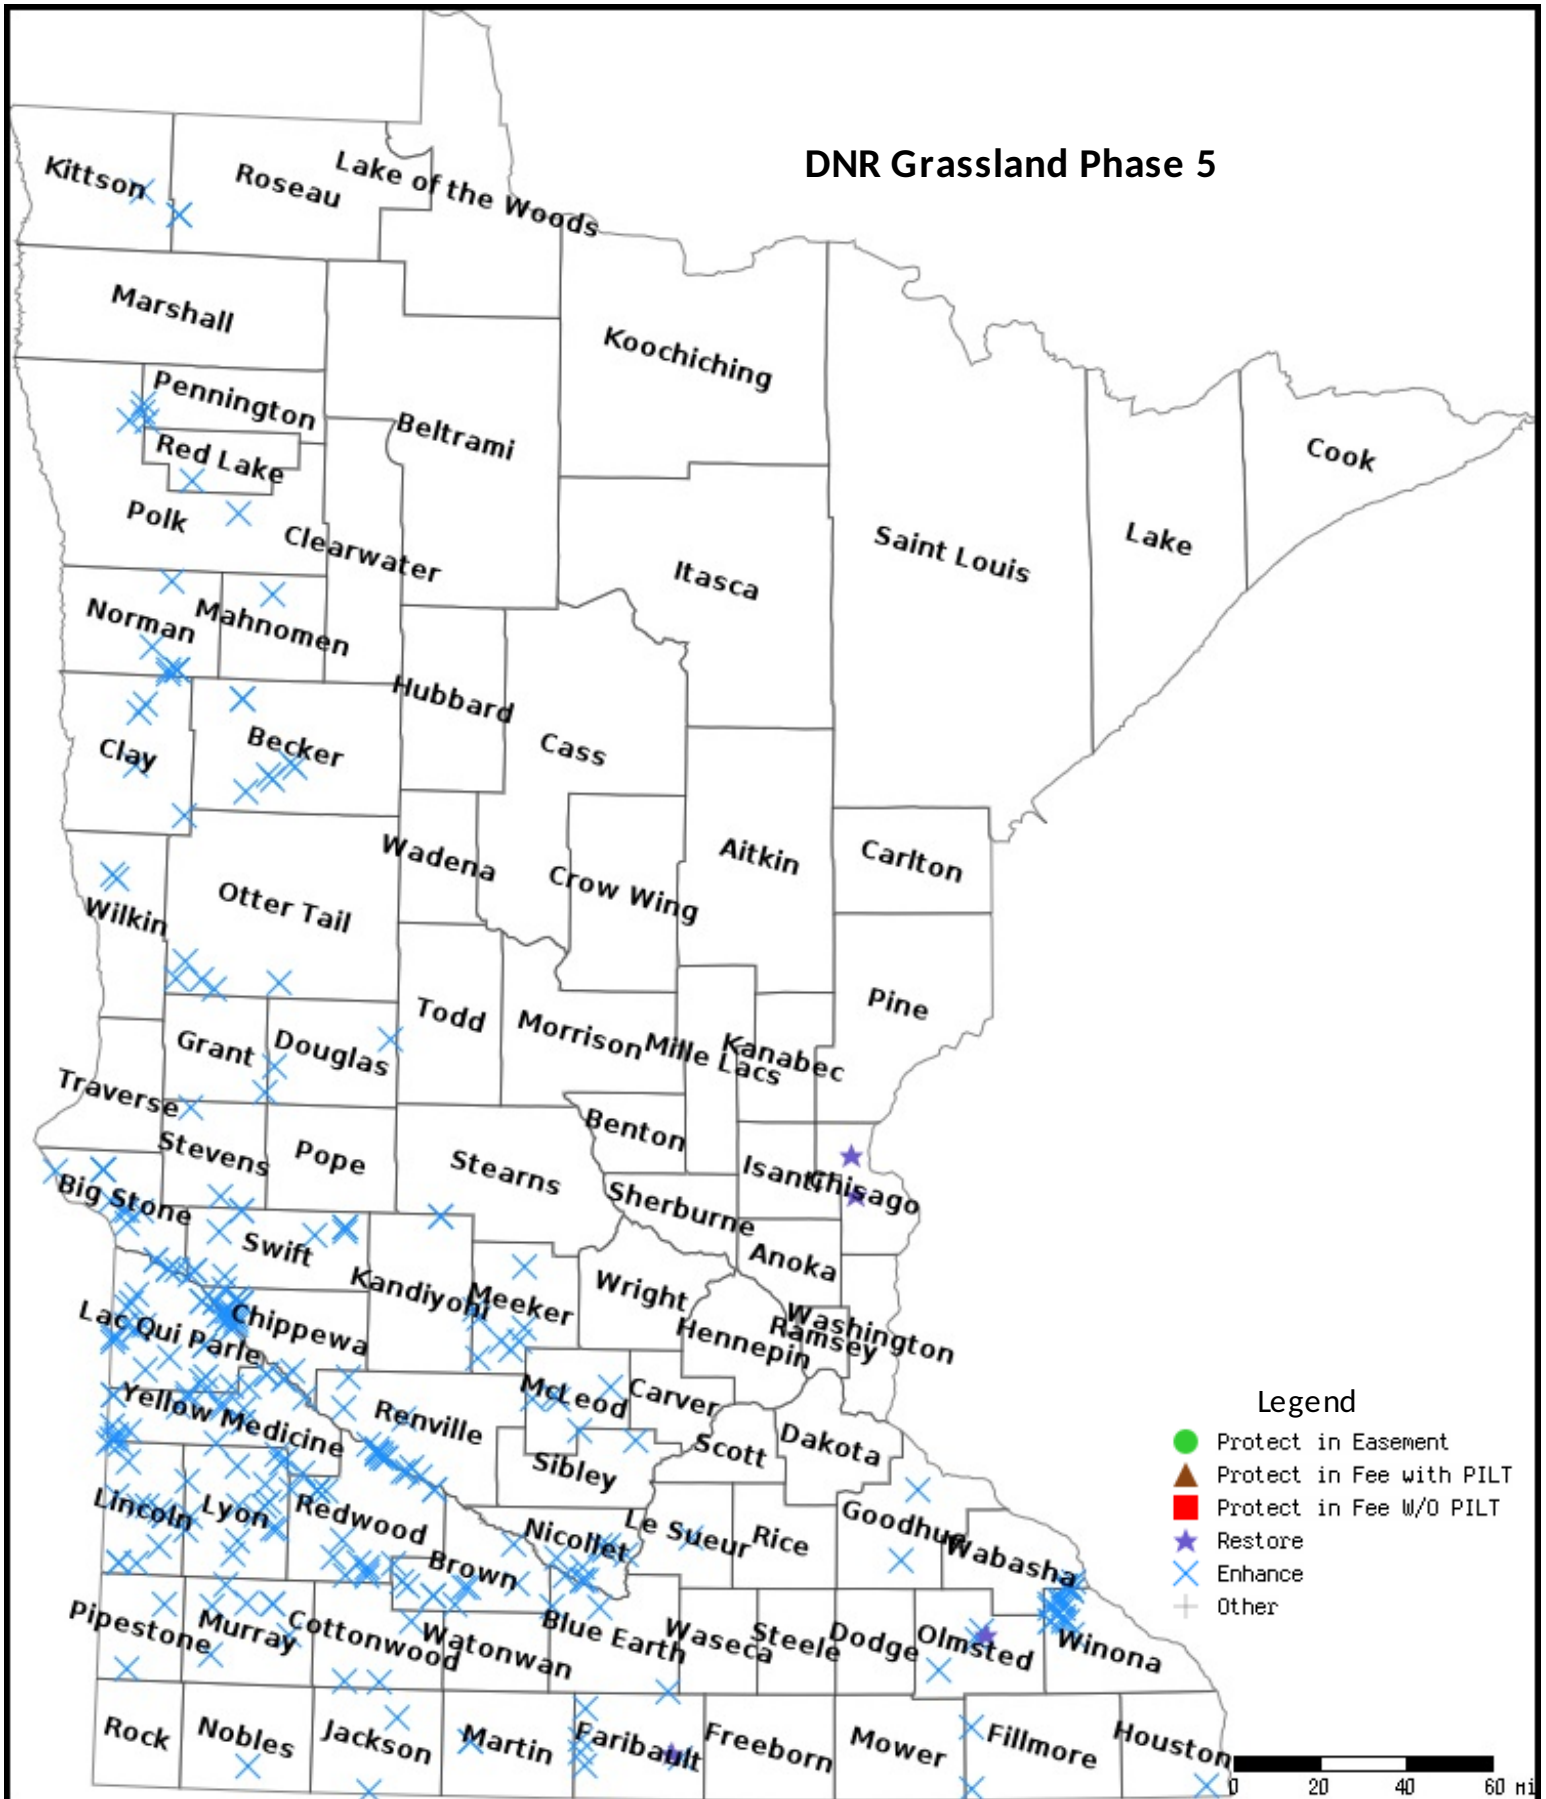 DNR Grassland Phase 5
Kittson
Roseau
Lake of the Woods
Marshall
Koochiching
Pennington
Beltrami
Red Lake
Cook
Polk
Clearwater
Saint Louis
Lake
Itasca
Norman
Mahnomen
Hubbard
Cass
Clay
Becker
Wadena
Aitkin
Carlton
Crow Wing
Otter Tail
Wilkin
Pine
Todd
Morrison
Mille Lacs
Kanabec
Grant
Douglas
Traverse
Stevens
Pope
Stearns
Benton
Isanti
Chisago
Big Stone
Sherburne
Swift
Anoka
Kandiyohi
Meeker
Wright
Lac Qui Parle
Chippewa
Hennepin
Ramsey
Washington
McLeod
Carver
Yellow Medicine
Renville
Scott
Dakota
Sibley
Lincoln
Lyon
Redwood
Nicollet
Le Sueur
Rice
Goodhue
Wabasha
Brown
Pipestone
Murray
Cottonwood
Watonwan
Blue Earth
Waseca
Steele
Dodge
Olmsted
Winona
Rock
Nobles
Jackson
Martin
Faribault
Freeborn
Mower
Fillmore
Houston
Legend
Protect in Easement
Protect in Fee with PILT
Protect in Fee W/O PILT
Restore
Enhance
Other
0 20 40 60 mi